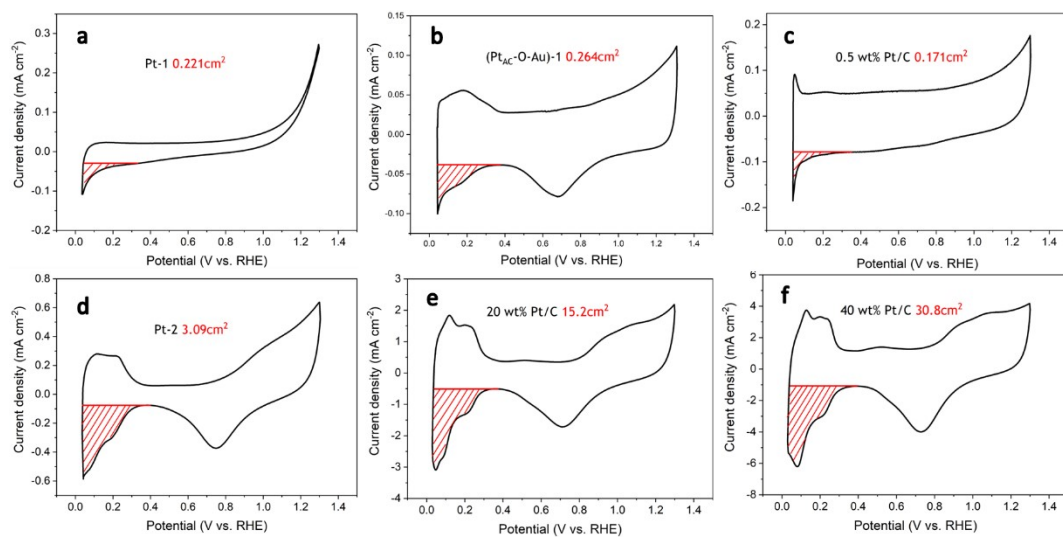 a
Pt-1 0.221cm²
Current density (mA cm⁻²)
0.3
0.2
0.1
0.0
-0.1
-0.2
0.0 0.2 0.4 0.6 0.8 1.0 1.2 1.4
Potential (V vs. RHE)
b
(Pt_AC-O-Au)-1 0.264cm²
Current density (mA cm⁻²)
0.15
0.10
0.05
0.00
-0.05
-0.10
0.0 0.2 0.4 0.6 0.8 1.0 1.2 1.4
Potential (V vs. RHE)
c
0.5 wt% Pt/C 0.171cm²
Current density (mA cm⁻²)
0.2
0.1
0.0
-0.1
-0.2
0.0 0.2 0.4 0.6 0.8 1.0 1.2 1.4
Potential (V vs. RHE)
d
Pt-2 3.09cm²
Current density (mA cm⁻²)
0.8
0.6
0.4
0.2
0.0
-0.2
-0.4
-0.6
0.0 0.2 0.4 0.6 0.8 1.0 1.2 1.4
Potential (V vs. RHE)
e
20 wt% Pt/C 15.2cm²
Current density (mA cm⁻²)
3
2
1
0
-1
-2
-3
-4
0.0 0.2 0.4 0.6 0.8 1.0 1.2 1.4
Potential (V vs. RHE)
f
40 wt% Pt/C 30.8cm²
Current density (mA cm⁻²)
6
4
2
0
-2
-4
-6
-8
0.0 0.2 0.4 0.6 0.8 1.0 1.2 1.4
Potential (V vs. RHE)